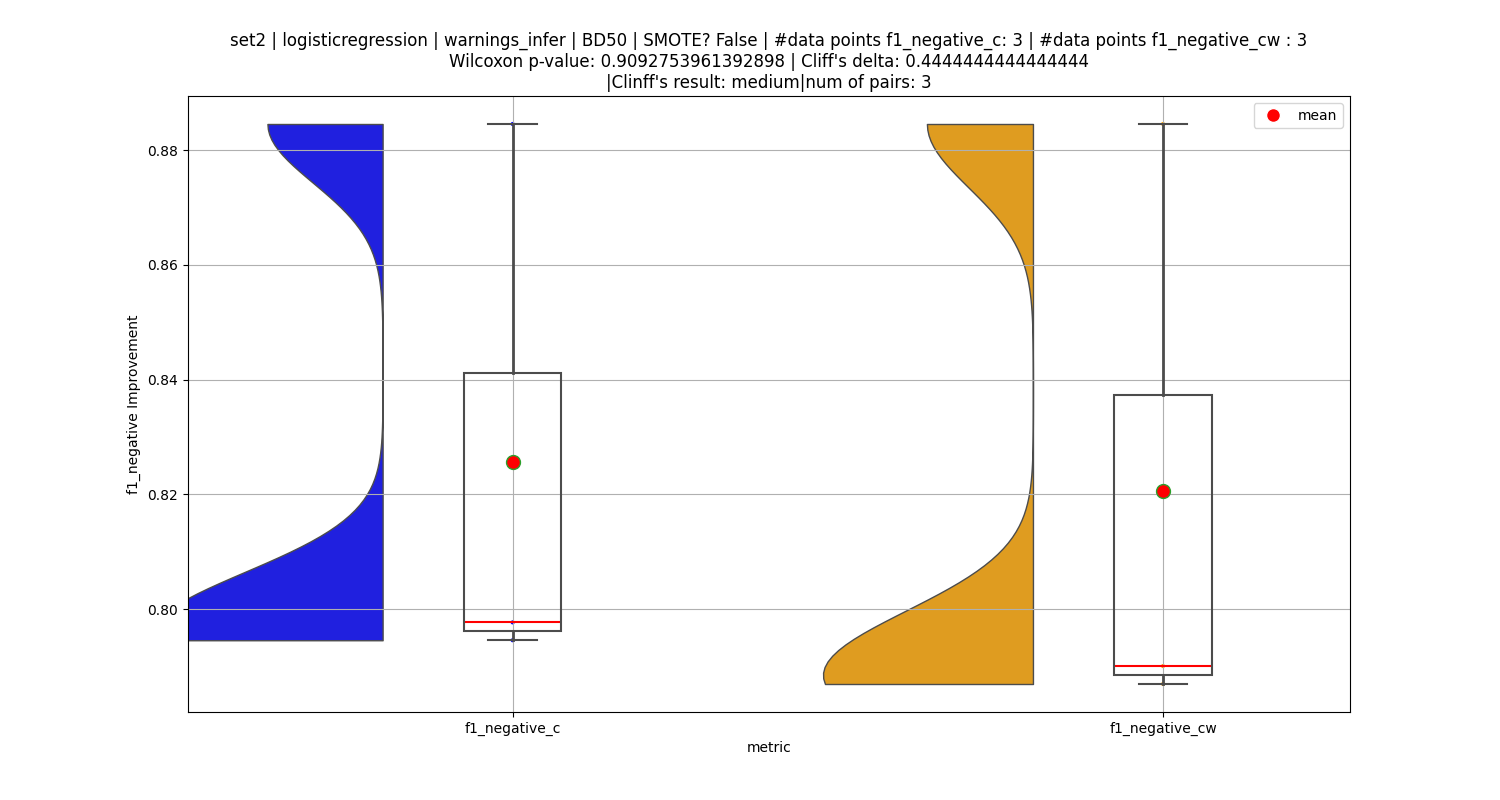 set2 | logisticregression | warnings_infer | BD50 | SMOTE? False | #data points f1_negative_c: 3 | #data points f1_negative_cw : 3
Wilcoxon p-value: 0.9092753961392898 | Cliff's delta: 0.4444444444444444
|Clinff's result: medium|num of pairs: 3
mean
0.88
0.86
0.84
0.82
0.80
f1_negative Improvement
f1_negative_c
f1_negative_cw
metric